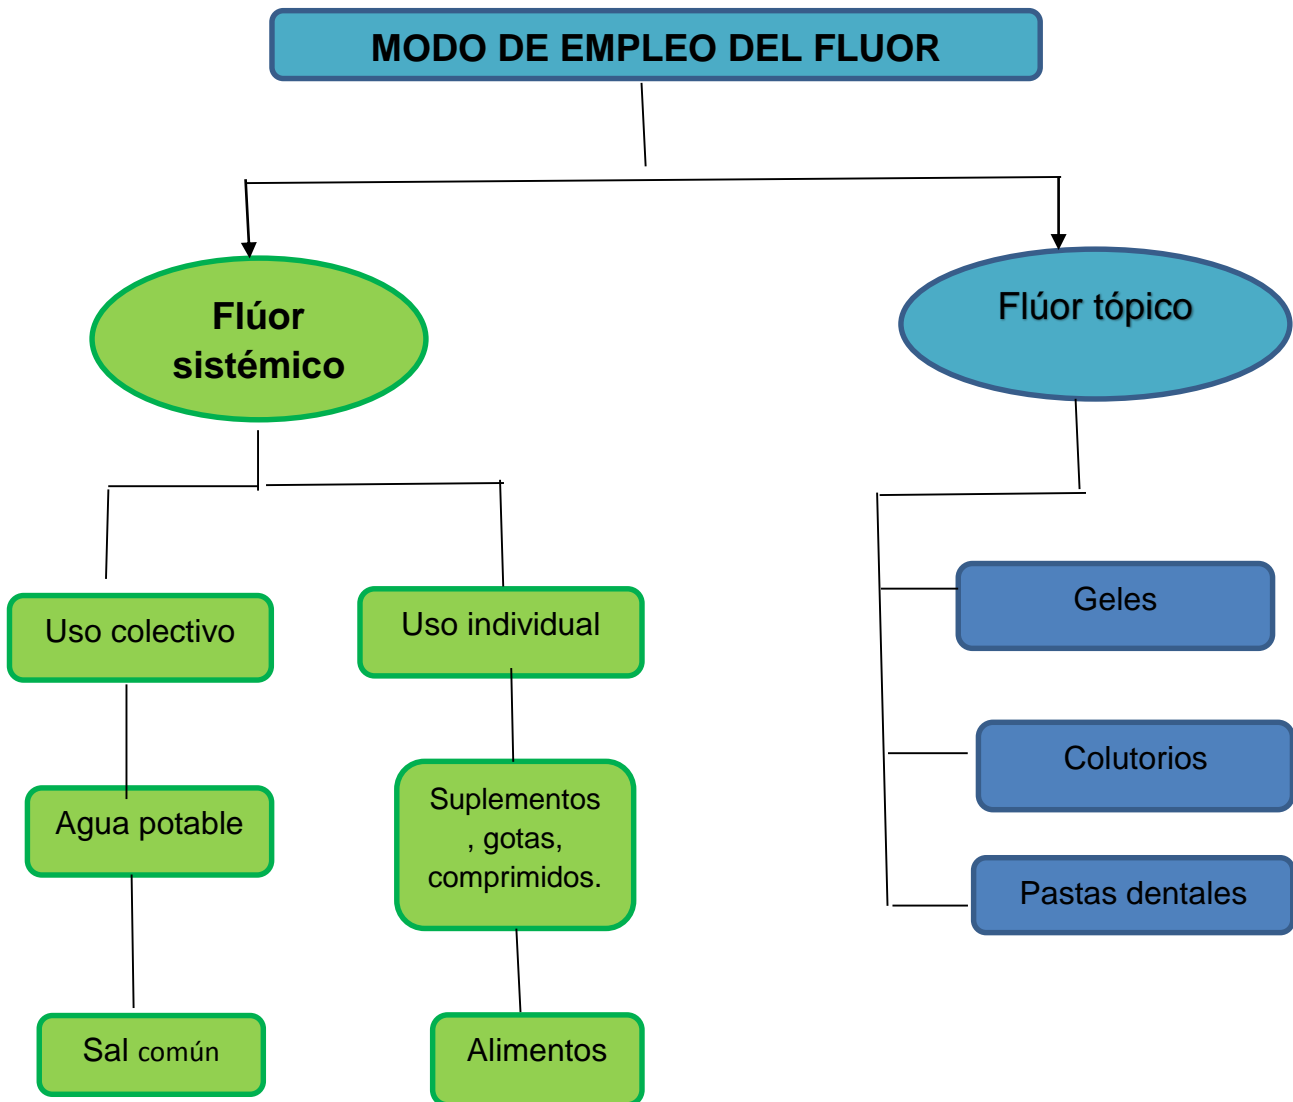 MODO DE EMPLEO DEL FLUOR
Flúor
sistémico
Flúor tópico
Uso colectivo
Uso individual
Agua potable
Suplementos
, gotas,
comprimidos.
Sal común
Alimentos
Geles
Colutorios
Pastas dentales